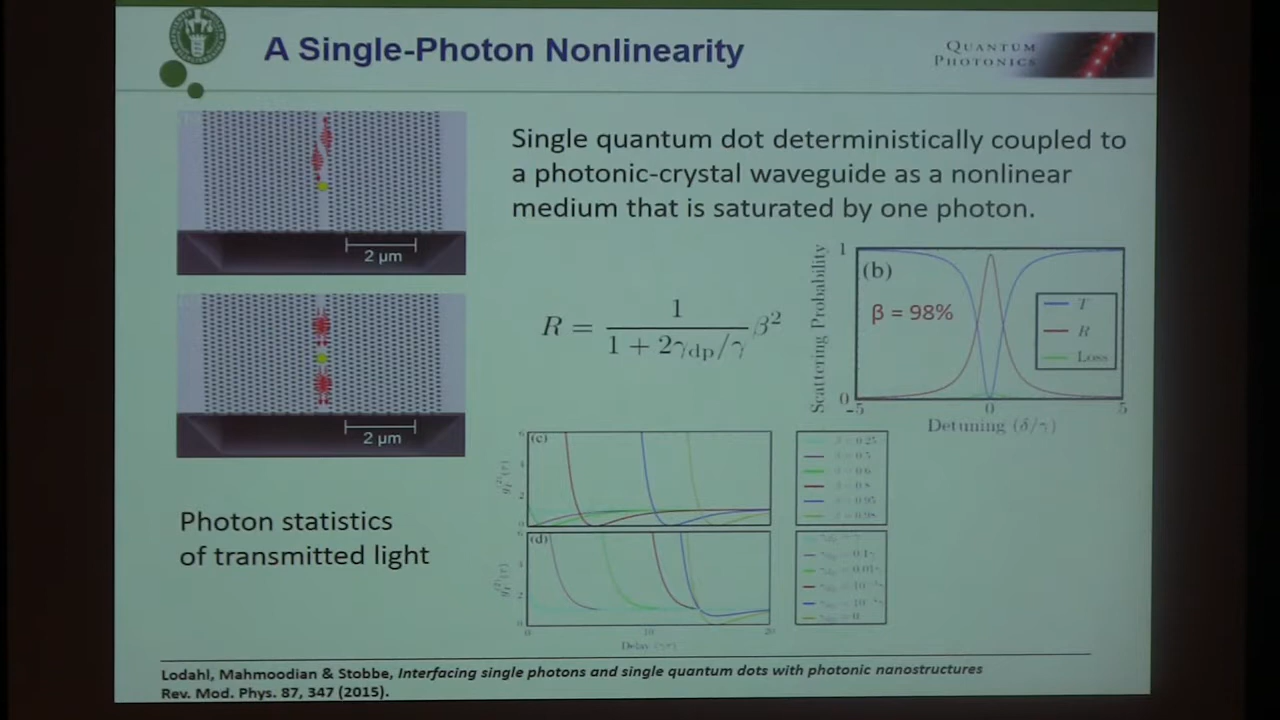 A Single-Photon Nonlinearity
QUANTUM
PHOTONICS
2 μm
2 μm
Single quantum dot deterministically coupled to
a photonic-crystal waveguide as a nonlinear
medium that is saturated by one photon.
R = 1 / (1 + 2γdp/γ) β²
Scattering Probability
1
0
(b)
β = 98%
T
R
Loss
-5
0
5
Detuning (δ/γ)
(c)
(d)
0
10
20
Photon statistics
of transmitted light
Lodahl, Mahmoodian & Stobbe, Interfacing single photons and single quantum dots with photonic nanostructures
Rev. Mod. Phys. 87, 347 (2015).